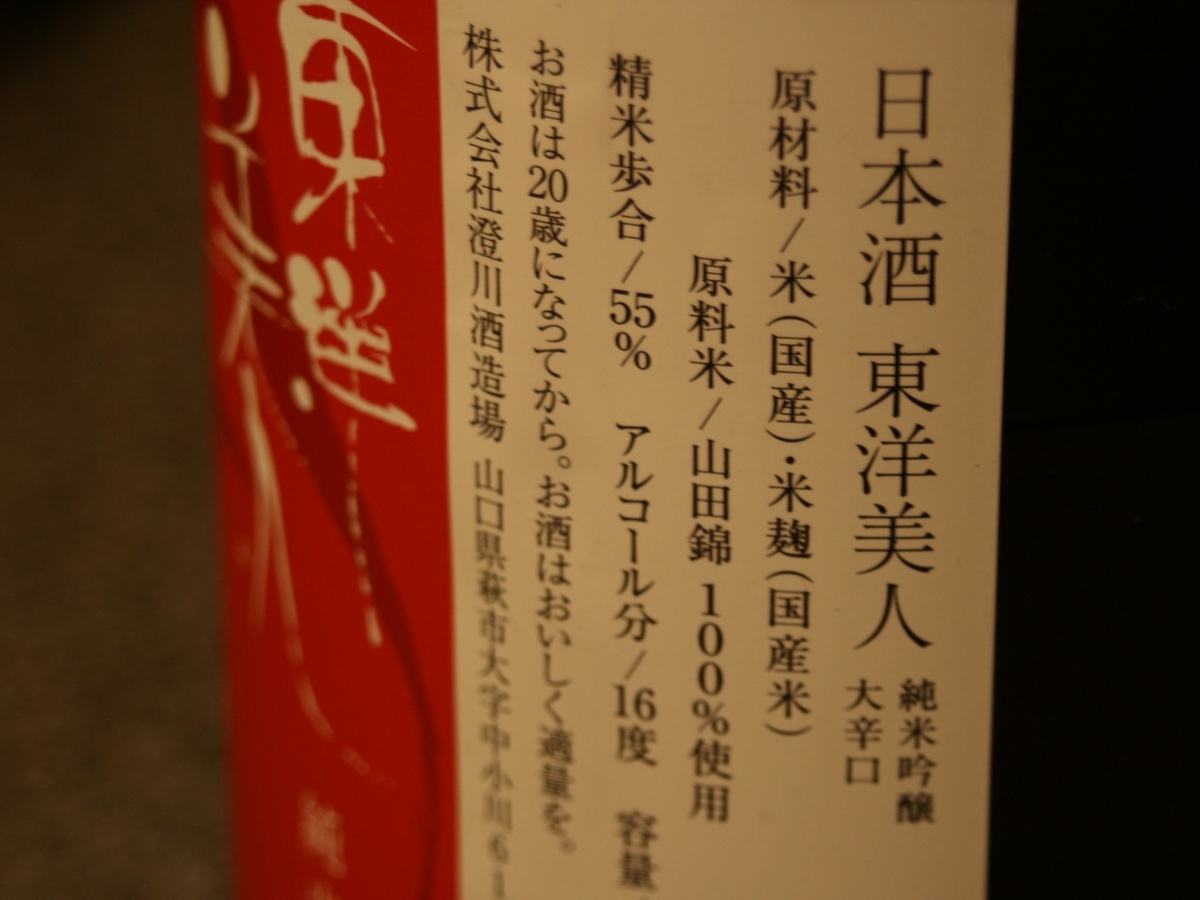 日本酒 東洋美人 純米吟醸
大辛口
原材料/米(国産)・米麹(国産米)
原料米/山田錦 100%使用
精米歩合/55% アルコール分/16度 容量
お酒は20歳になってから。お酒はおいしく適量を。
株式会社澄川酒造場 山口県萩市大字中小川61
東
純